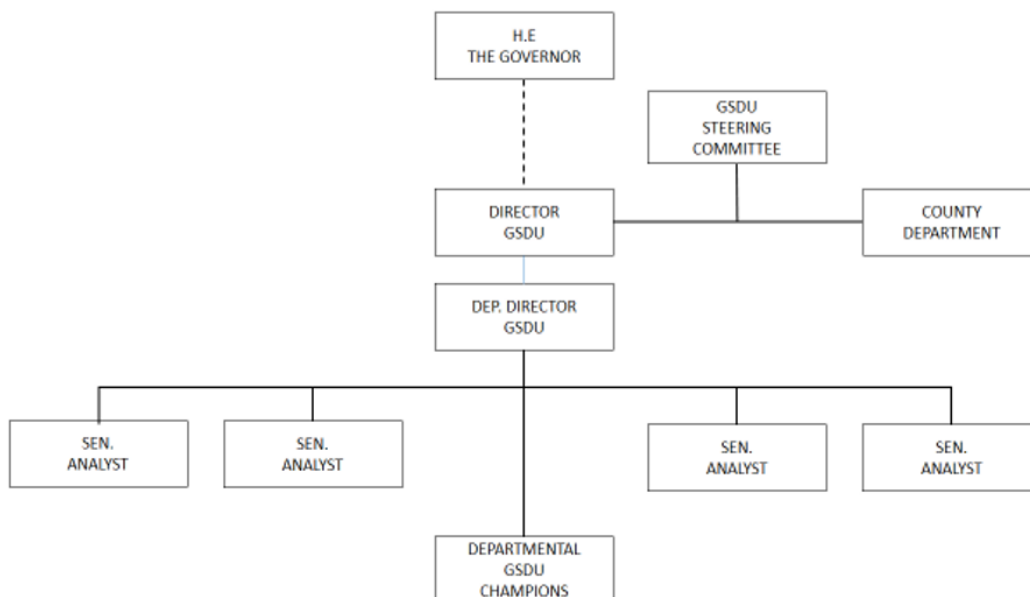 H.E
THE GOVERNOR
GSDU
STEERING
COMMITTEE
DIRECTOR
GSDU
COUNTY
DEPARTMENT
DEP. DIRECTOR
GSDU
SEN.
ANALYST
SEN.
ANALYST
SEN.
ANALYST
SEN.
ANALYST
DEPARTMENTAL
GSDU
CHAMPIONS